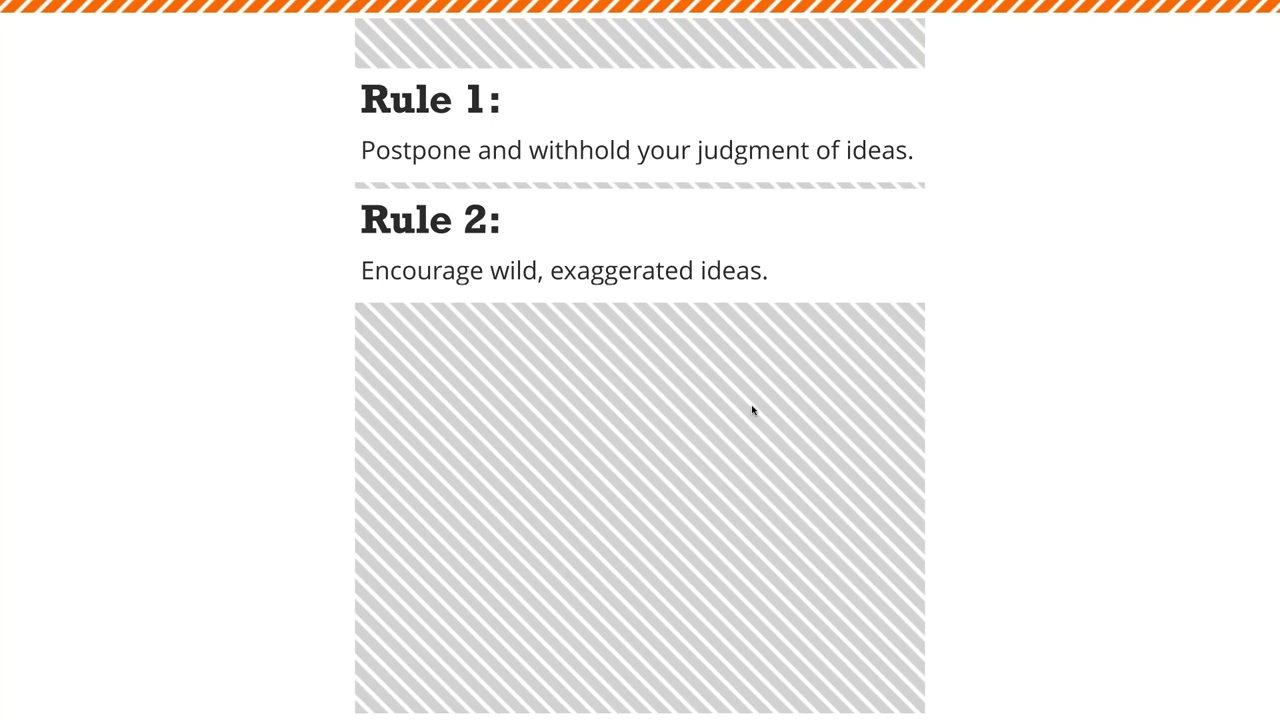 Rule 1:
Postpone and withhold your judgment of ideas.
Rule 2:
Encourage wild, exaggerated ideas.